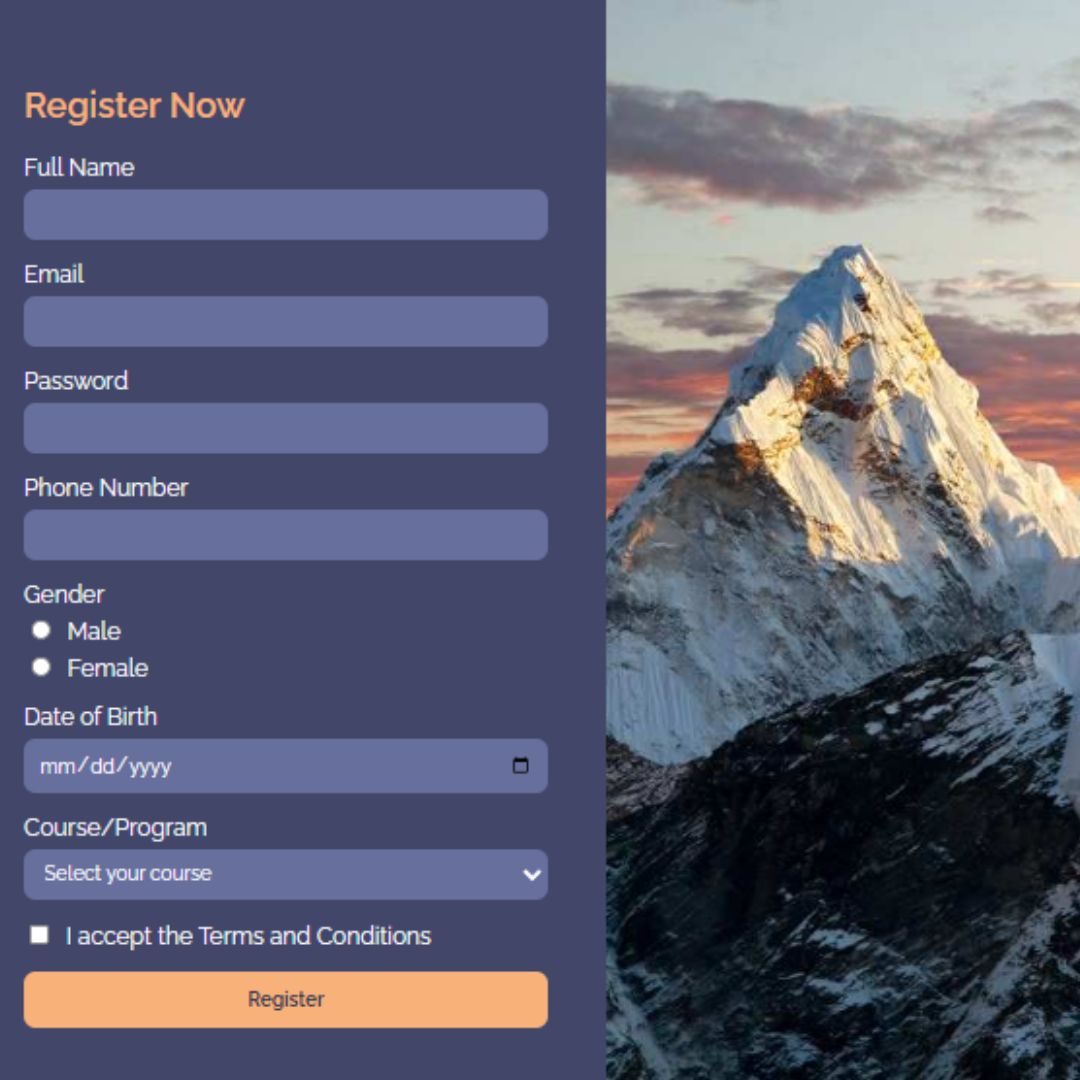 Register Now
Full Name
Email
Password
Phone Number
Gender
Male
Female
Date of Birth
mm/dd/yyyy
Course/Program
Select your course
I accept the Terms and Conditions
Register